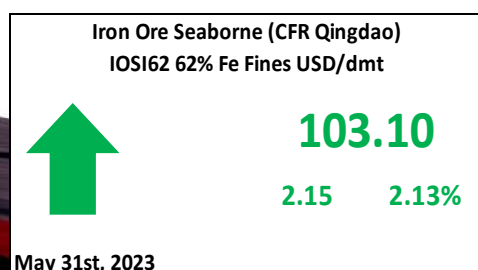 Iron Ore Seaborne (CFR Qingdao)
IOSI62 62% Fe Fines USD/dmt
103.10
2.15 2.13%
May 31st, 2023